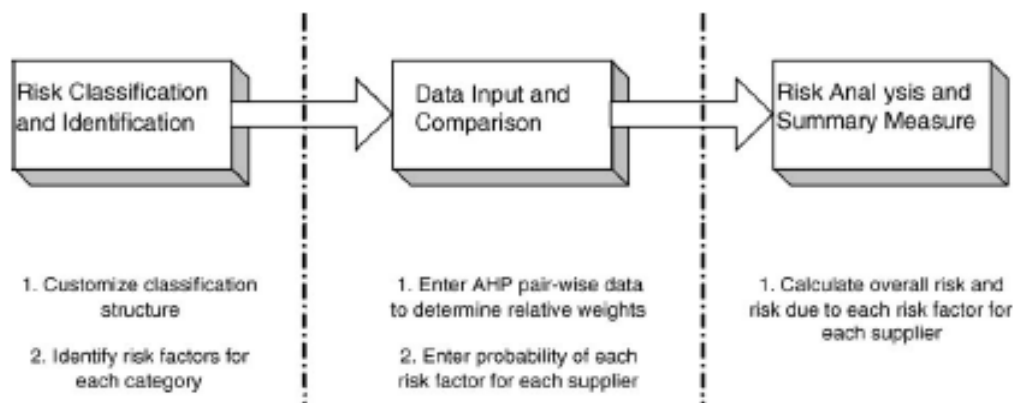 Risk Classification
and Identification
Data Input and
Comparison
Risk Anal ysis and
Summary Measure
1. Customize classification
structure
2. Identify risk factors for
each category
1. Enter AHP pair-wise data
to determine relative weights
2. Enter probability of each
risk factor for each supplier
1. Calculate overall risk and
risk due to each risk factor for
each supplier